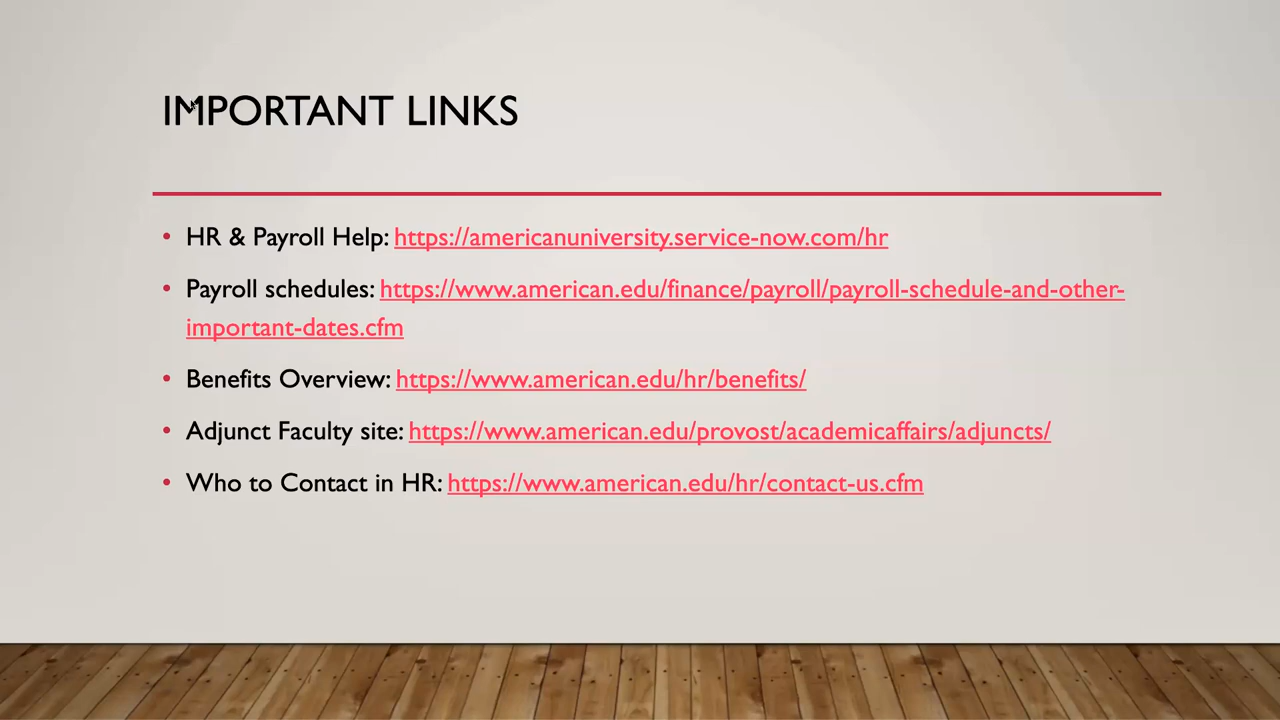 IMPORTANT LINKS
• HR & Payroll Help: https://americanuniversity.service-now.com/hr
• Payroll schedules: https://www.american.edu/finance/payroll/payroll-schedule-and-other-
important-dates.cfm
• Benefits Overview: https://www.american.edu/hr/benefits/
• Adjunct Faculty site: https://www.american.edu/provost/academicaffairs/adjuncts/
• Who to Contact in HR: https://www.american.edu/hr/contact-us.cfm